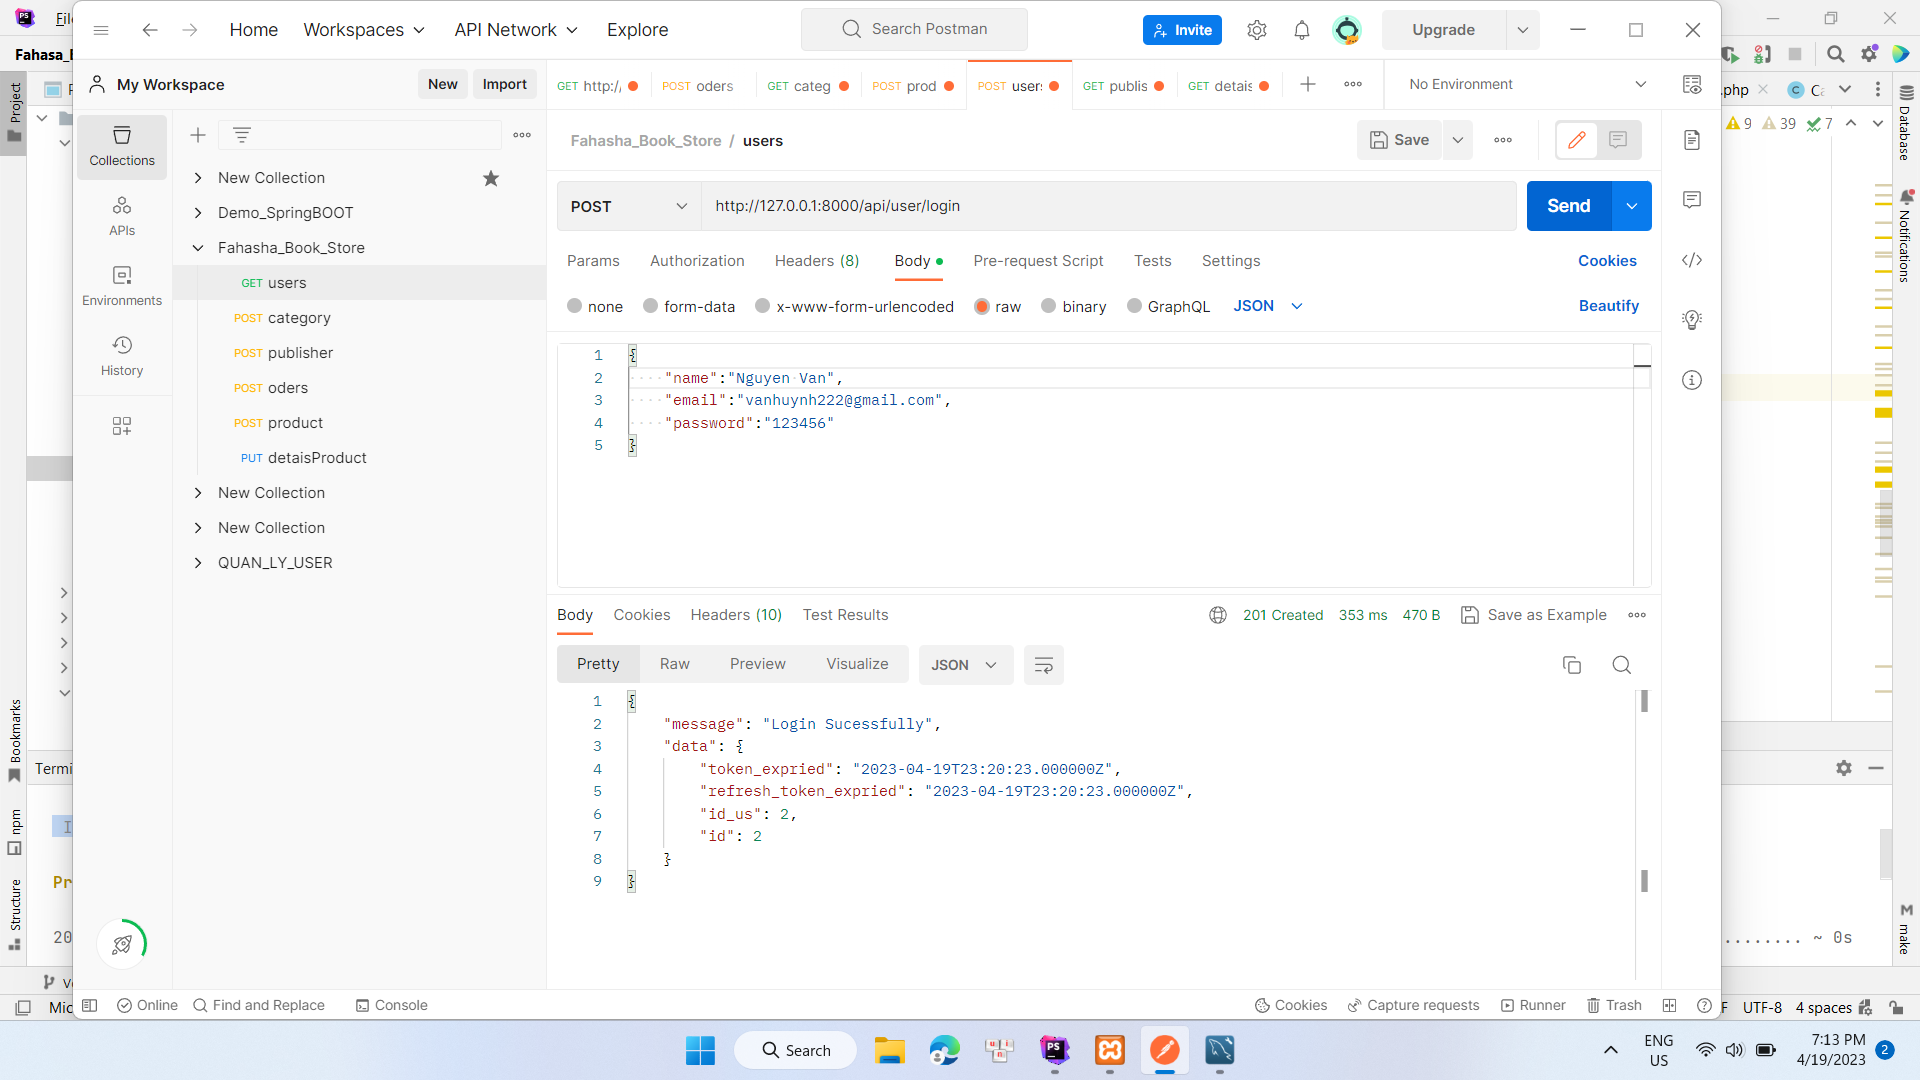 Home
Workspaces
API Network
Explore
Search Postman
Invite
Upgrade
My Workspace
New
Import
GET http:/
POST oders
GET categ
POST prod
POST users
GET publis
GET detais
No Environment
Fahasha_Book_Store / users
Save
Collections
APIs
Environments
History
New Collection
Demo_SpringBOOT
Fahasha_Book_Store
GET users
POST category
POST publisher
POST oders
POST product
PUT detaisProduct
New Collection
New Collection
QUAN_LY_USER
POST
http://127.0.0.1:8000/api/user/login
Send
Params
Authorization
Headers (8)
Body
Pre-request Script
Tests
Settings
Cookies
none
form-data
x-www-form-urlencoded
raw
binary
GraphQL
JSON
Beautify
1 {
2 "name":"Nguyen Van",
3 "email":"vanhuynh222@gmail.com",
4 "password":"123456"
5 }
Body
Cookies
Headers (10)
Test Results
201 Created
353 ms
470 B
Save as Example
Pretty
Raw
Preview
Visualize
JSON
1 {
2 "message": "Login Sucessfully",
3 "data": {
4 "token_expried": "2023-04-19T23:20:23.000000Z",
5 "refresh_token_expried": "2023-04-19T23:20:23.000000Z",
6 "id_us": 2,
7 "id": 2
8 }
9 }
Online
Find and Replace
Console
Cookies
Capture requests
Runner
Trash
Project
Bookmarks
npm
Structure
Termi
Pr
20
Mic
.php
9
39
7
Database
Notifications
make
........ ~ 0s
UTF-8
4 spaces
Search
ENG
US
7:13 PM
4/19/2023
2